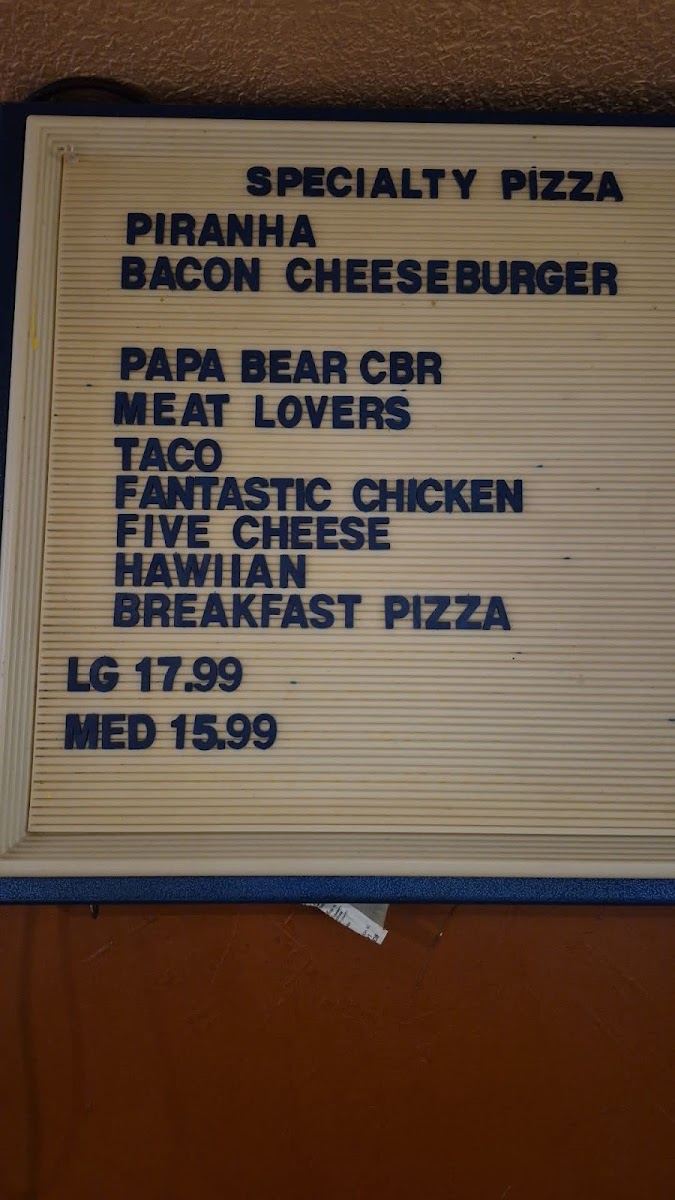 SPECIALTY PIZZA
PIRANHA
BACON CHEESEBURGER
PAPA BEAR CBR
MEAT LOVERS
TACO
FANTASTIC CHICKEN
FIVE CHEESE
HAWIIAN
BREAKFAST PIZZA
LG 17.99
MED 15.99